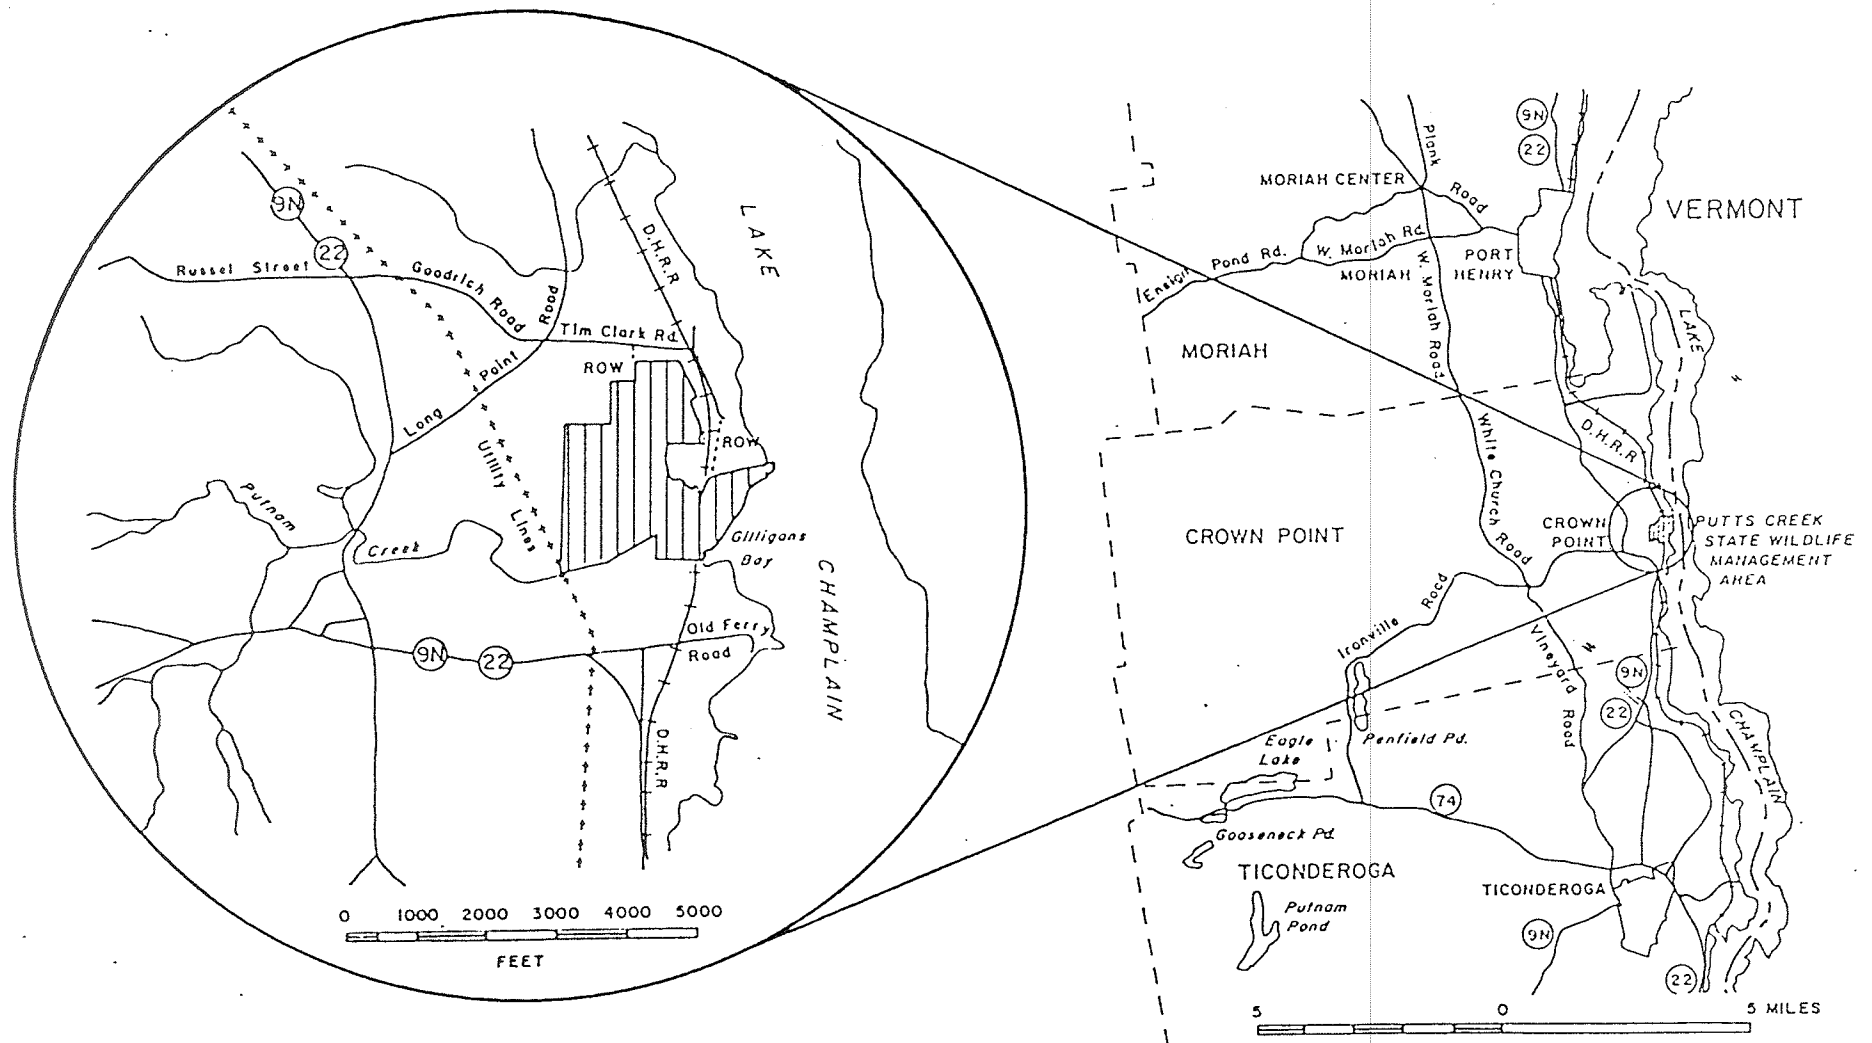 9N
22
Russel Street
Goodrich Road
Long Point Road
Tim Clark Rd.
D.H.R.R
LAKE
CHAMPLAIN
ROW
ROW
Utility Lines
Putnam
Creek
Gilligans
Bay
9N
22
Old Ferry
Road
D.H.R.R
0 1000 2000 3000 4000 5000
FEET
9N
22
Plank
Road
MORIAH CENTER
VERMONT
Ensign Pond Rd.
W. Moriah Rd.
MORIAH
PORT
HENRY
W. Moriah Road
LAKE
MORIAH
D.H.R.R
White Church Road
CROWN POINT
CROWN
POINT
PUTTS CREEK
STATE WILDLIFE
MANAGEMENT
AREA
Ironville Road
Vineyard Road
9N
22
CHAMPLAIN
Penfield Pd.
Eagle
Lake
74
Gooseneck Pd.
TICONDEROGA
TICONDEROGA
Putnam
Pond
9N
22
5 0 5 MILES